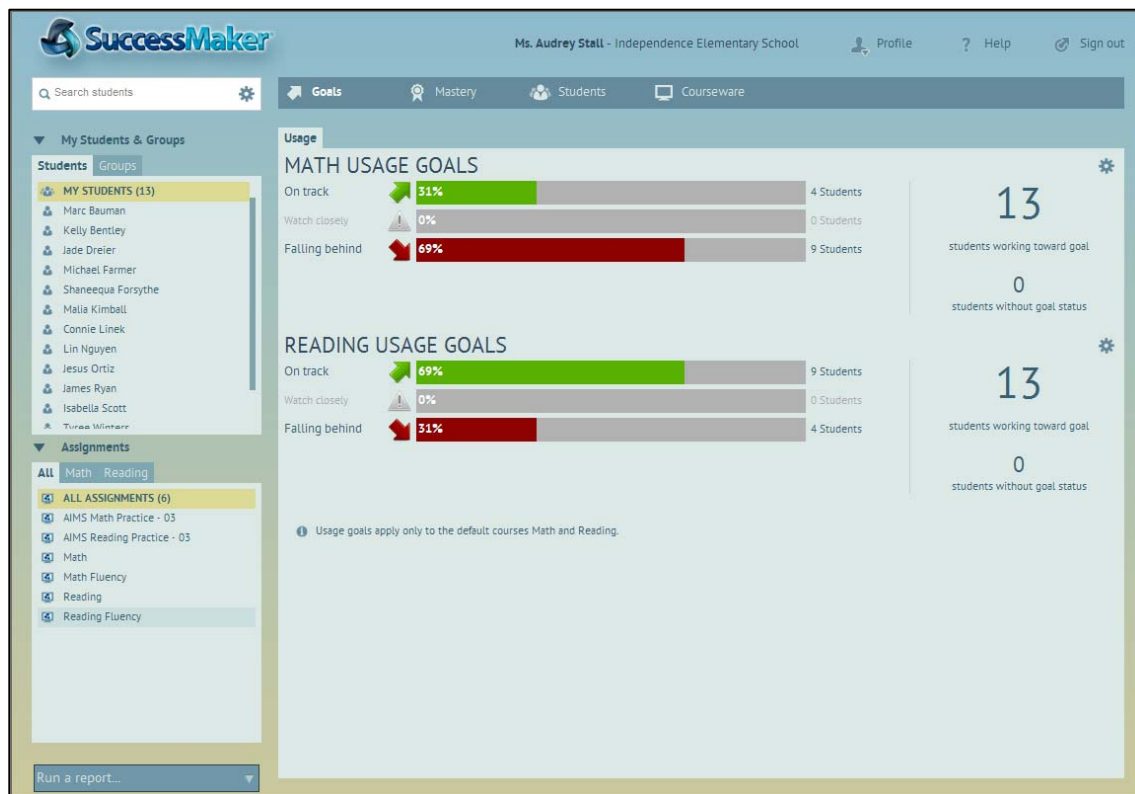 SuccessMaker
Ms. Audrey Stall - Independence Elementary School
Profile
? Help
Sign out
Search students
Goals
Mastery
Students
Courseware
My Students & Groups
Students Groups
MY STUDENTS (13)
Marc Bauman
Kelly Bentley
Jade Dreier
Michael Farmer
Shaneequa Forsythe
Malia Kimball
Connie Linek
Lin Nguyen
Jesus Ortiz
James Ryan
Isabella Scott
Tyree Winters
Assignments
All Math Reading
ALL ASSIGNMENTS (6)
AIMS Math Practice - 03
AIMS Reading Practice - 03
Math
Math Fluency
Reading
Reading Fluency
Run a report...
Usage
MATH USAGE GOALS
On track 31% 4 Students
Watch closely 0% 0 Students
Falling behind 69% 9 Students
13
students working toward goal
0
students without goal status
READING USAGE GOALS
On track 69% 9 Students
Watch closely 0% 0 Students
Falling behind 31% 4 Students
13
students working toward goal
0
students without goal status
Usage goals apply only to the default courses Math and Reading.